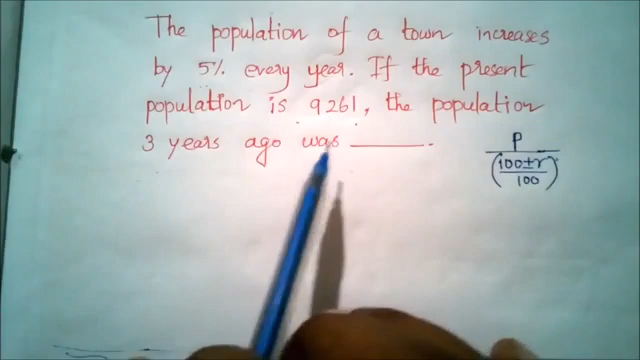 The population of a town increases
by 5% every year. If the present
population is 9261, the population
3 years ago was ______.
P
(100±r)
100